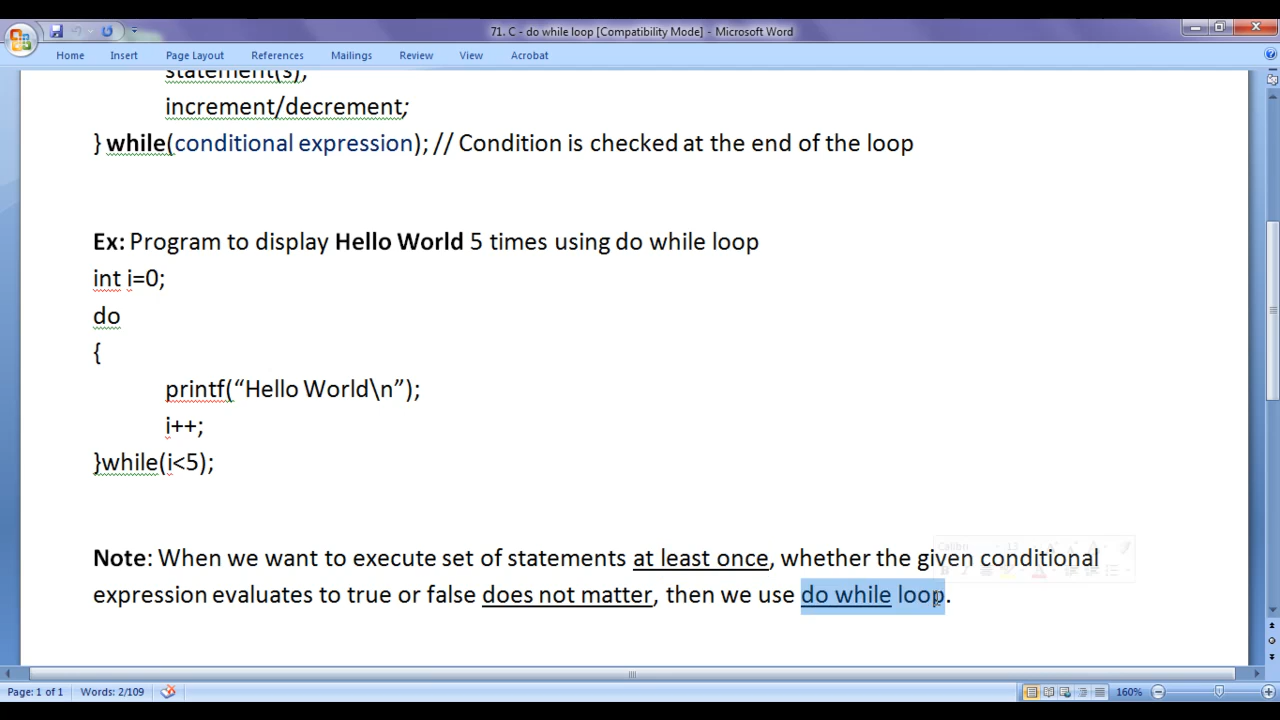 71. C - do while loop [Compatibility Mode] - Microsoft Word
Home Insert Page Layout References Mailings Review View Acrobat
statement(s);
increment/decrement;
} while(conditional expression); // Condition is checked at the end of the loop
Ex: Program to display Hello World 5 times using do while loop
int i=0;
do
{
printf(“Hello World\n”);
i++;
}while(i<5);
Note: When we want to execute set of statements at least once, whether the given conditional
expression evaluates to true or false does not matter, then we use do while loop.
Page: 1 of 1 Words: 2/109 160%